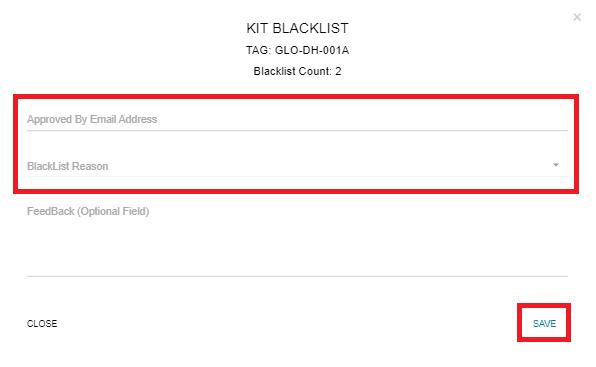 KIT BLACKLIST
TAG: GLO-DH-001A
Blacklist Count: 2
Approved By Email Address
BlackList Reason
FeedBack (Optional Field)
CLOSE SAVE